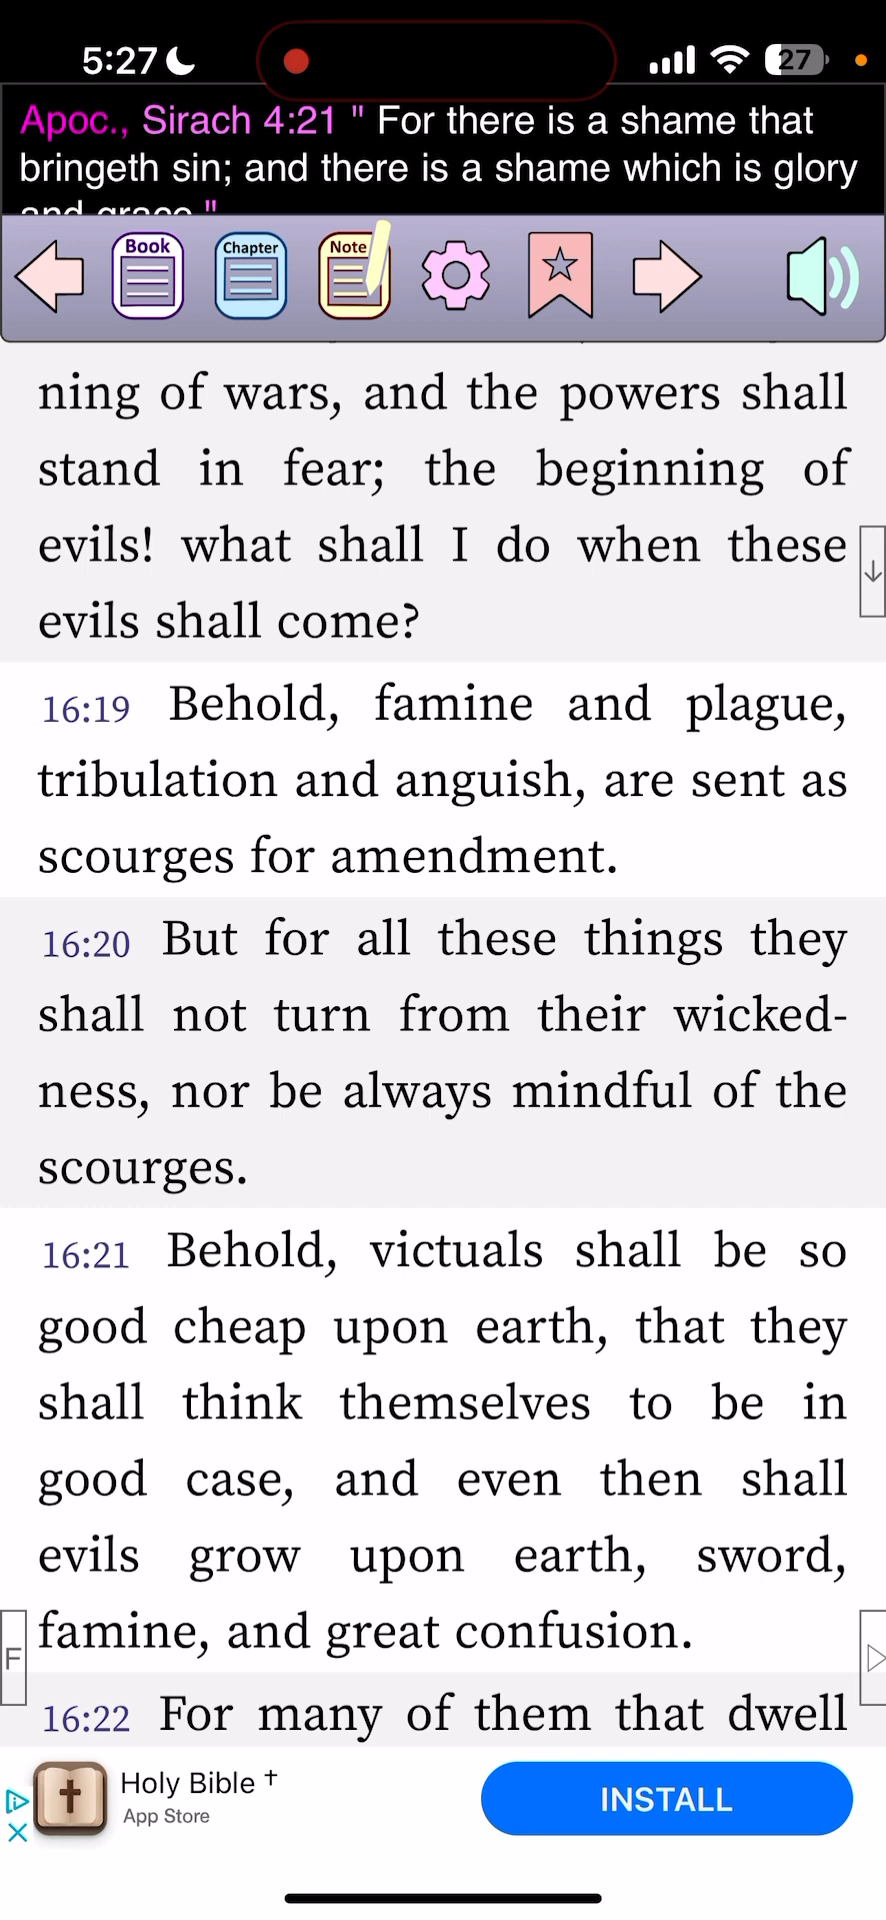 5:27
27
Apoc., Sirach 4:21 " For there is a shame that
bringeth sin; and there is a shame which is glory
and grace "
Book
Chapter
Note
ning of wars, and the powers shall
stand in fear; the beginning of
evils! what shall I do when these
evils shall come?
16:19 Behold, famine and plague,
tribulation and anguish, are sent as
scourges for amendment.
16:20 But for all these things they
shall not turn from their wicked-
ness, nor be always mindful of the
scourges.
16:21 Behold, victuals shall be so
good cheap upon earth, that they
shall think themselves to be in
good case, and even then shall
evils grow upon earth, sword,
famine, and great confusion.
F
16:22 For many of them that dwell
Holy Bible †
App Store
INSTALL